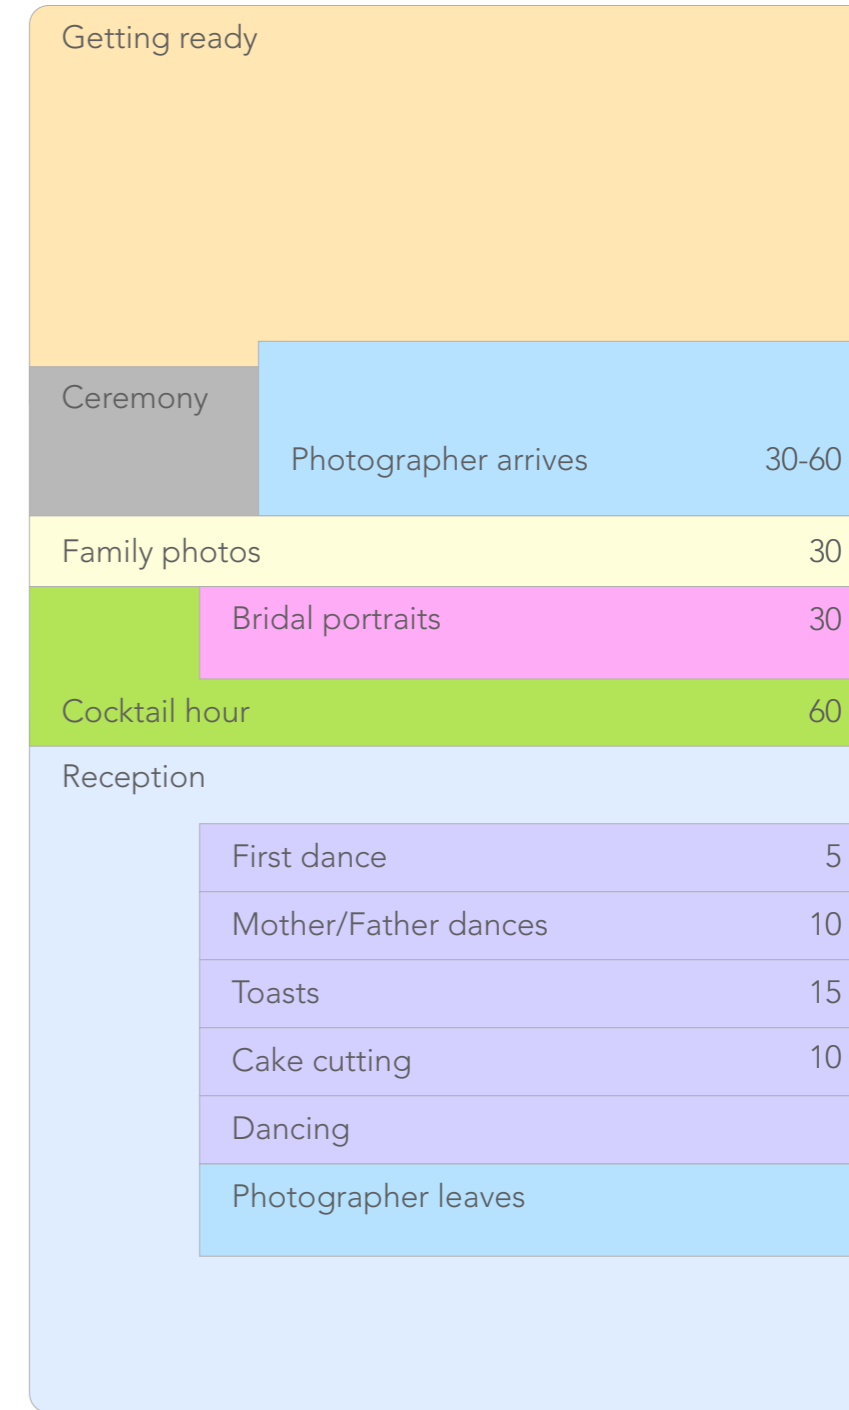 Getting ready
Ceremony
Photographer arrives 30-60
Family photos 30
Bridal portraits 30
Cocktail hour 60
Reception
First dance 5
Mother/Father dances 10
Toasts 15
Cake cutting 10
Dancing
Photographer leaves